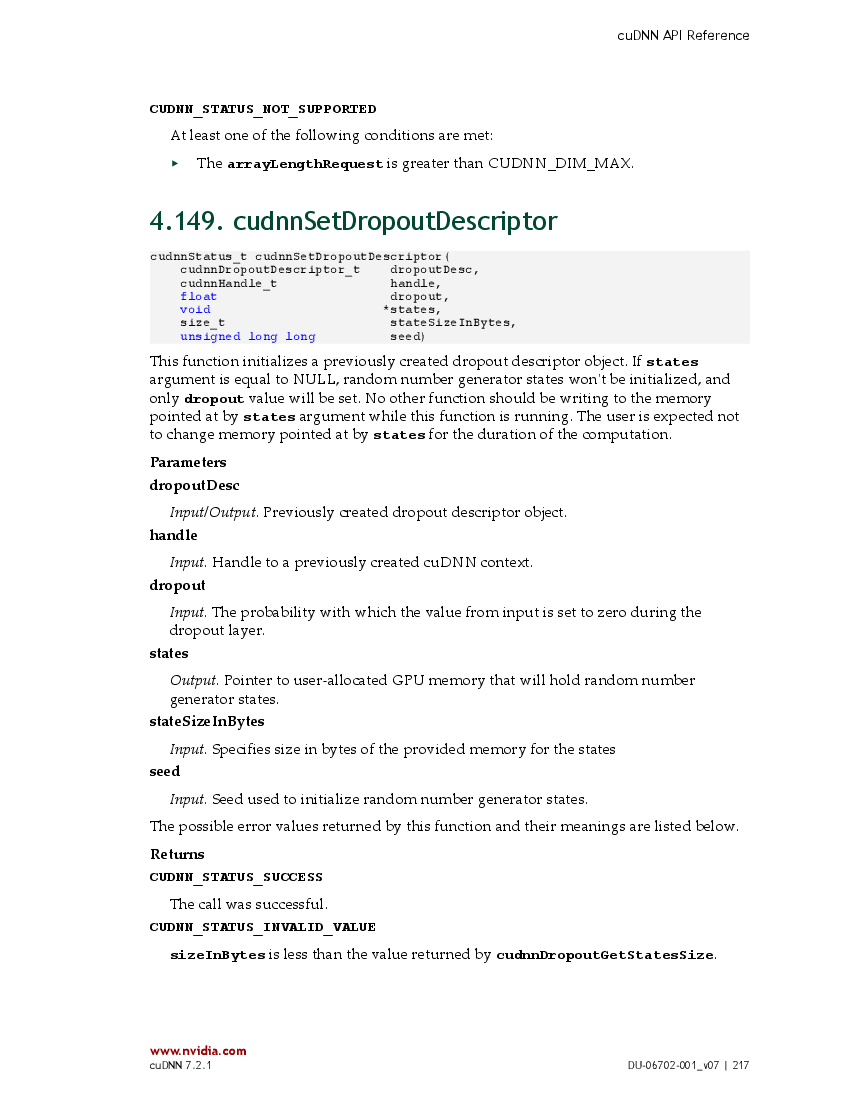 cuDNN API Reference
CUDNN_STATUS_NOT_SUPPORTED
At least one of the following conditions are met:
‣ The arrayLengthRequest is greater than CUDNN_DIM_MAX.
4.149. cudnnSetDropoutDescriptor
cudnnStatus_t cudnnSetDropoutDescriptor(
    cudnnDropoutDescriptor_t    dropoutDesc,
    cudnnHandle_t               handle,
    float                       dropout,
    void                       *states,
    size_t                      stateSizeInBytes,
    unsigned long long          seed)
This function initializes a previously created dropout descriptor object. If states
argument is equal to NULL, random number generator states won't be initialized, and
only dropout value will be set. No other function should be writing to the memory
pointed at by states argument while this function is running. The user is expected not
to change memory pointed at by states for the duration of the computation.
Parameters
dropoutDesc
Input/Output. Previously created dropout descriptor object.
handle
Input. Handle to a previously created cuDNN context.
dropout
Input. The probability with which the value from input is set to zero during the
dropout layer.
states
Output. Pointer to user-allocated GPU memory that will hold random number
generator states.
stateSizeInBytes
Input. Specifies size in bytes of the provided memory for the states
seed
Input. Seed used to initialize random number generator states.
The possible error values returned by this function and their meanings are listed below.
Returns
CUDNN_STATUS_SUCCESS
The call was successful.
CUDNN_STATUS_INVALID_VALUE
sizeInBytes is less than the value returned by cudnnDropoutGetStatesSize.
www.nvidia.com
cuDNN 7.2.1 DU-06702-001_v07 | 217